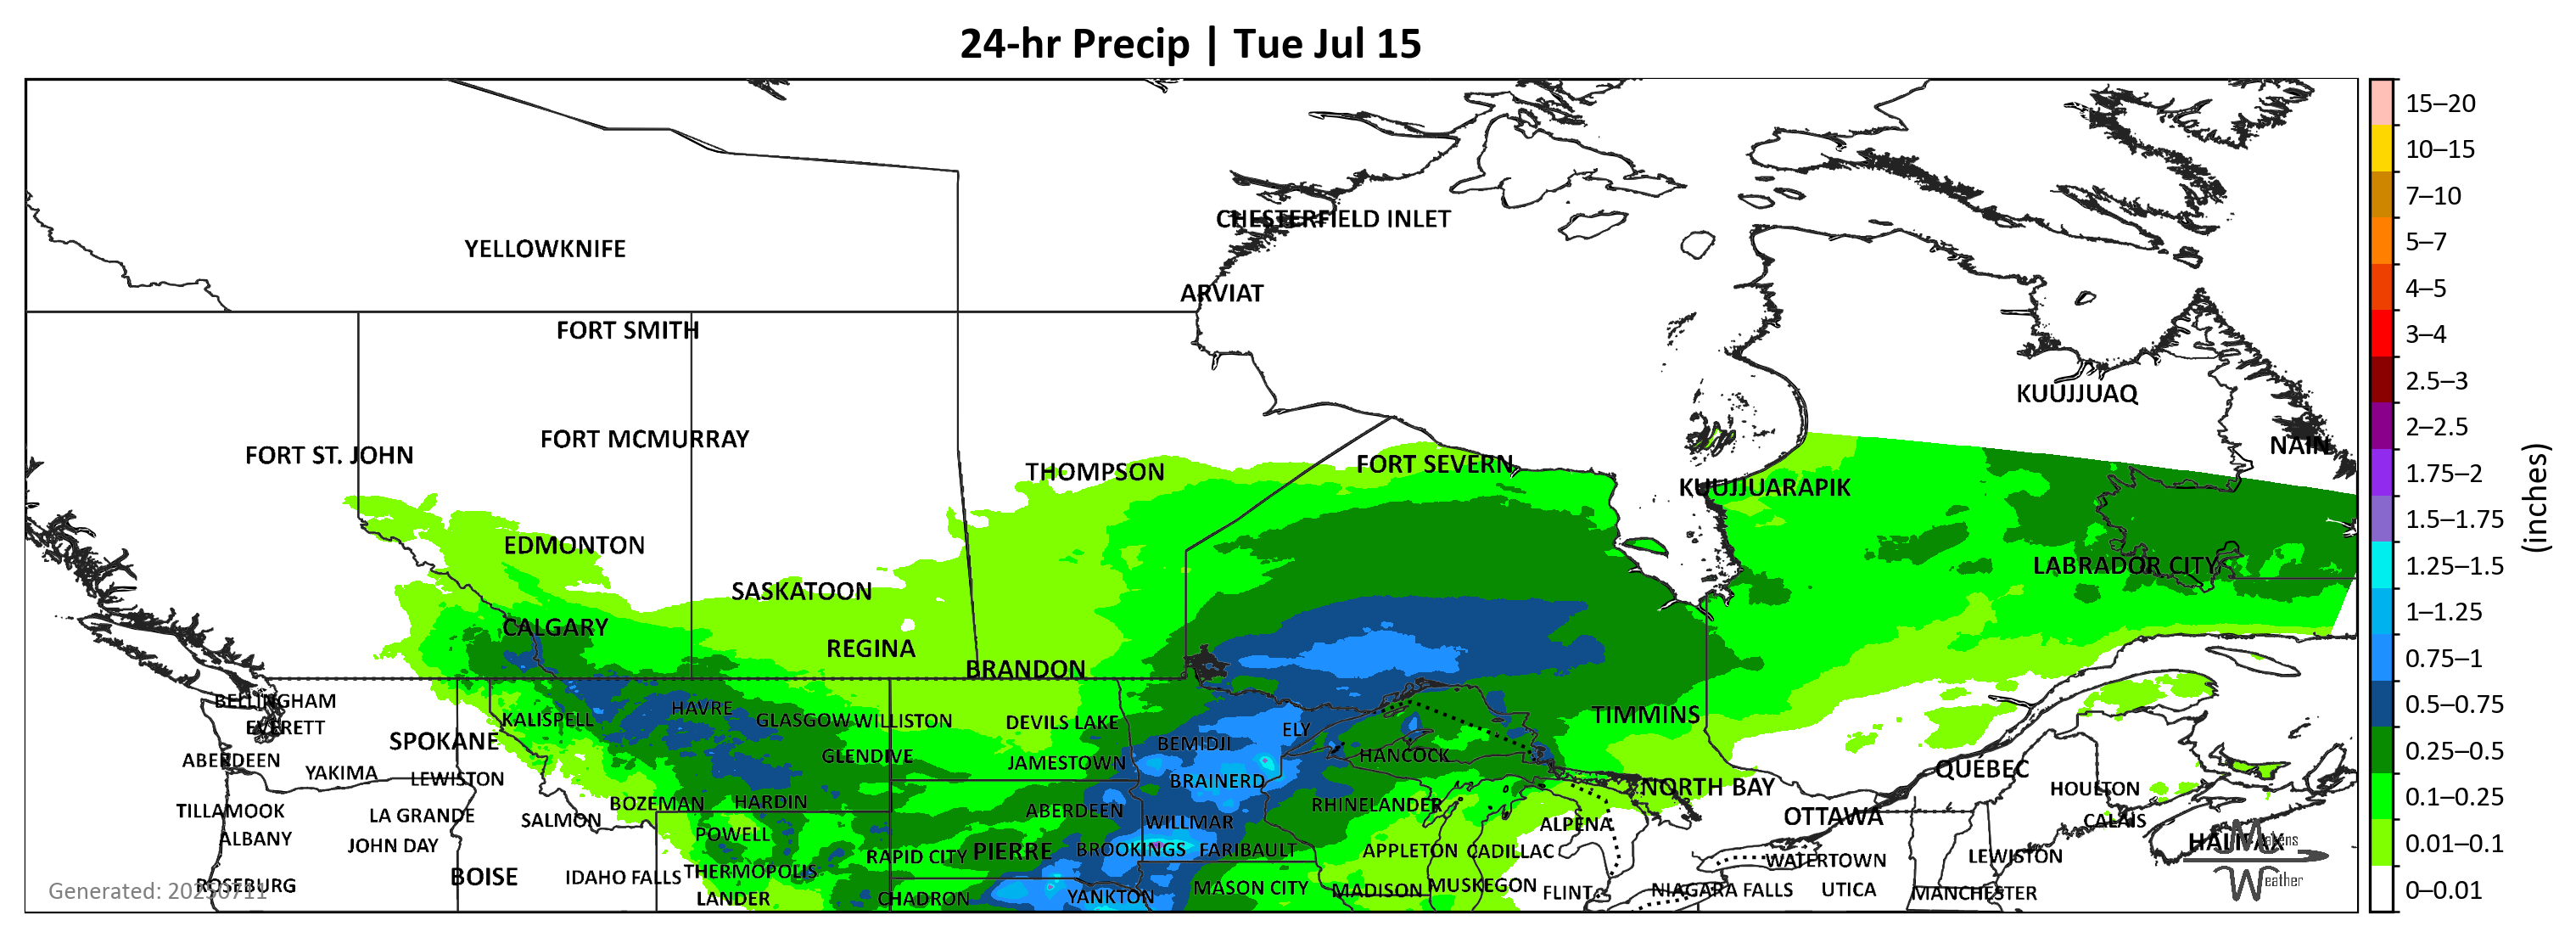 24-hr Precip | Tue Jul 15
CHESTERFIELD INLET
YELLOWKNIFE
ARVIAT
FORT SMITH
KUUJJUAQ
FORT MCMURRAY
NAIN
FORT ST. JOHN
FORT SEVERN
THOMPSON
KUUJJUARAPIK
EDMONTON
LABRADOR CITY
SASKATOON
CALGARY
REGINA
BRANDON
BELLINGHAM
HAVRE
KALISPELL
GLASGOW
WILLISTON
DEVILS LAKE
TIMMINS
EVERETT
ELY
SPOKANE
BEMIDJI
HANCOCK
GLENDIVE
ABERDEEN
JAMESTOWN
QUÉBEC
YAKIMA
LEWISTON
BRAINERD
NORTH BAY
HOULTON
BOZEMAN
HARDIN
RHINELANDER
TILLAMOOK
LA GRANDE
ABERDEEN
OTTAWA
SALMON
WILLMAR
ALPENA
CALAIS
ALBANY
POWELL
HALIFAX
JOHN DAY
BROOKINGS
FARIBAULT
APPLETON
CADILLAC
PIERRE
RAPID CITY
WATERTOWN
LEWISTON
BOISE
IDAHO FALLS
THERMOPOLIS
ROSEBURG
MASON CITY
MADISON
MUSKEGON
FLINT
NIAGARA FALLS
UTICA
MANCHESTER
LANDER
CHADRON
YANKTON
Generated: 20250711
Weather
15–20
10–15
7–10
5–7
4–5
3–4
2.5–3
2–2.5
1.75–2
1.5–1.75
1.25–1.5
1–1.25
0.75–1
0.5–0.75
0.25–0.5
0.1–0.25
0.01–0.1
0–0.01
(inches)